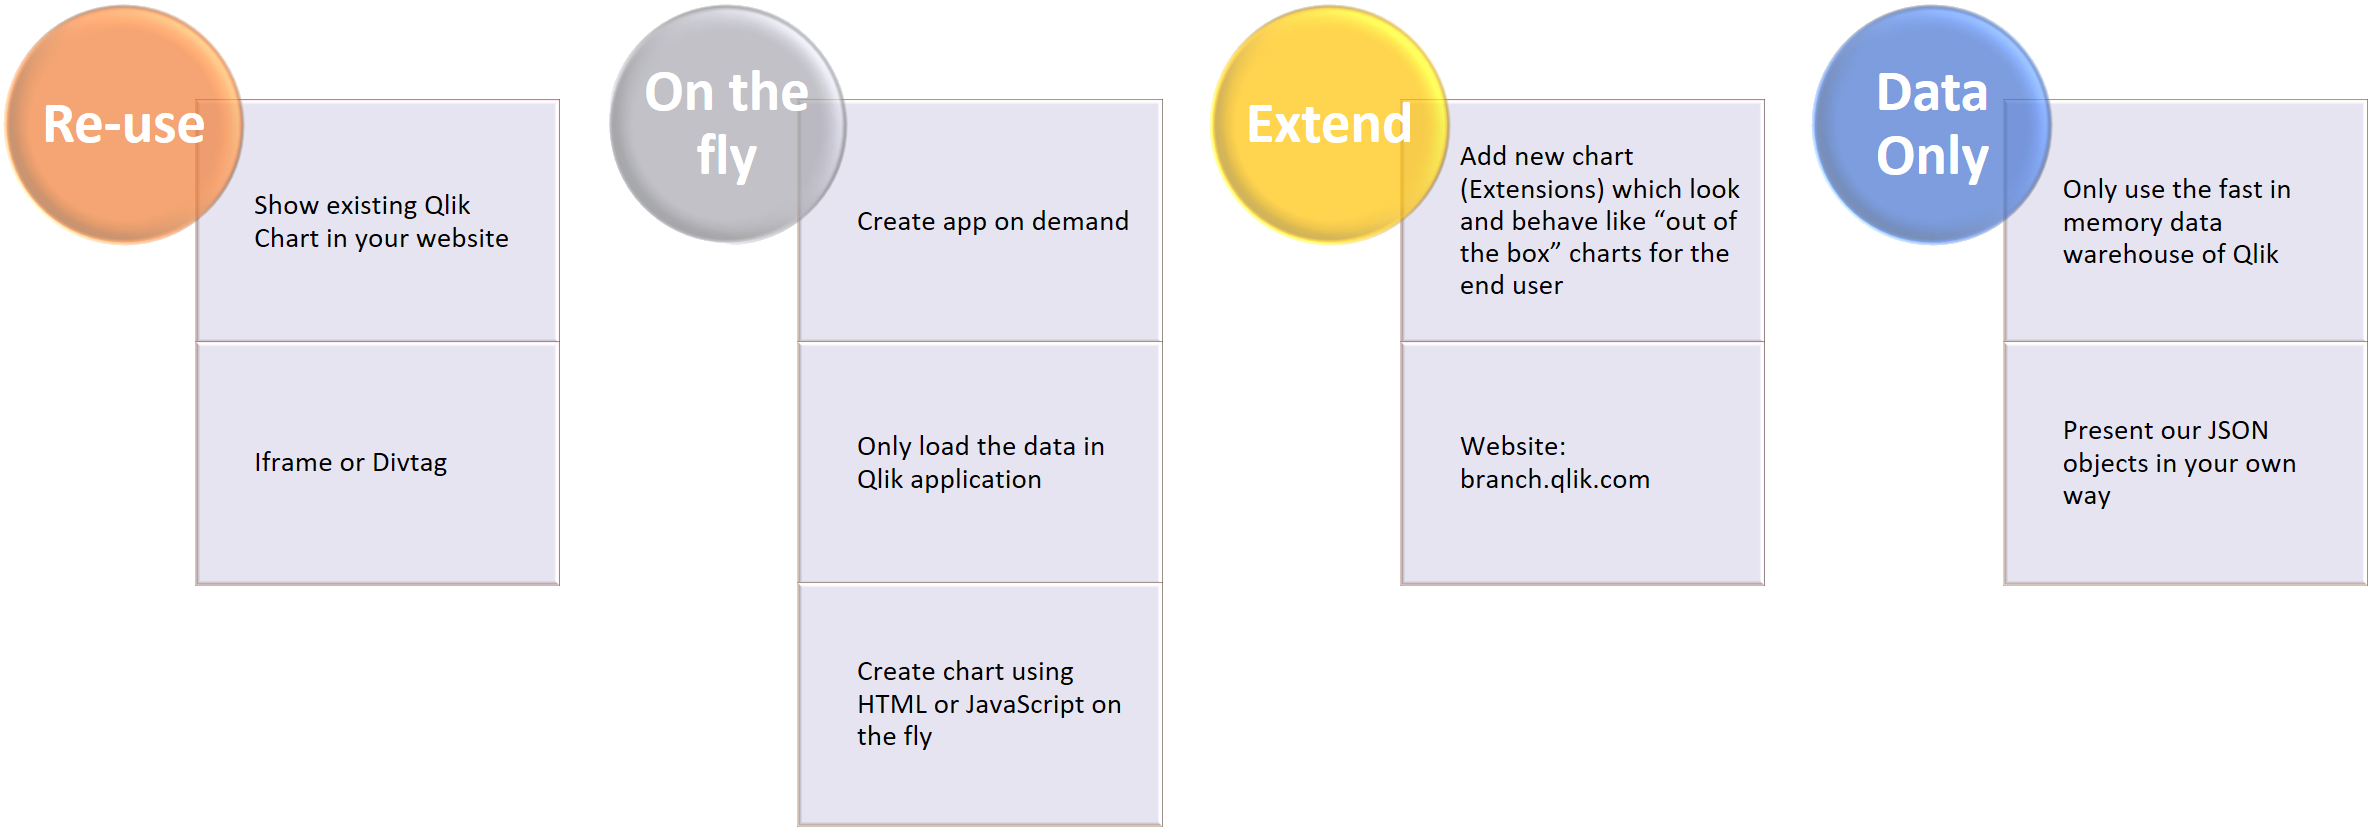 Re-use
Show existing Qlik
Chart in your website
Iframe or Divtag
On the
fly
Create app on demand
Only load the data in
Qlik application
Create chart using
HTML or JavaScript on
the fly
Extend
Add new chart
(Extensions) which look
and behave like “out of
the box” charts for the
end user
Website:
branch.qlik.com
Data
Only
Only use the fast in
memory data
warehouse of Qlik
Present our JSON
objects in your own
way